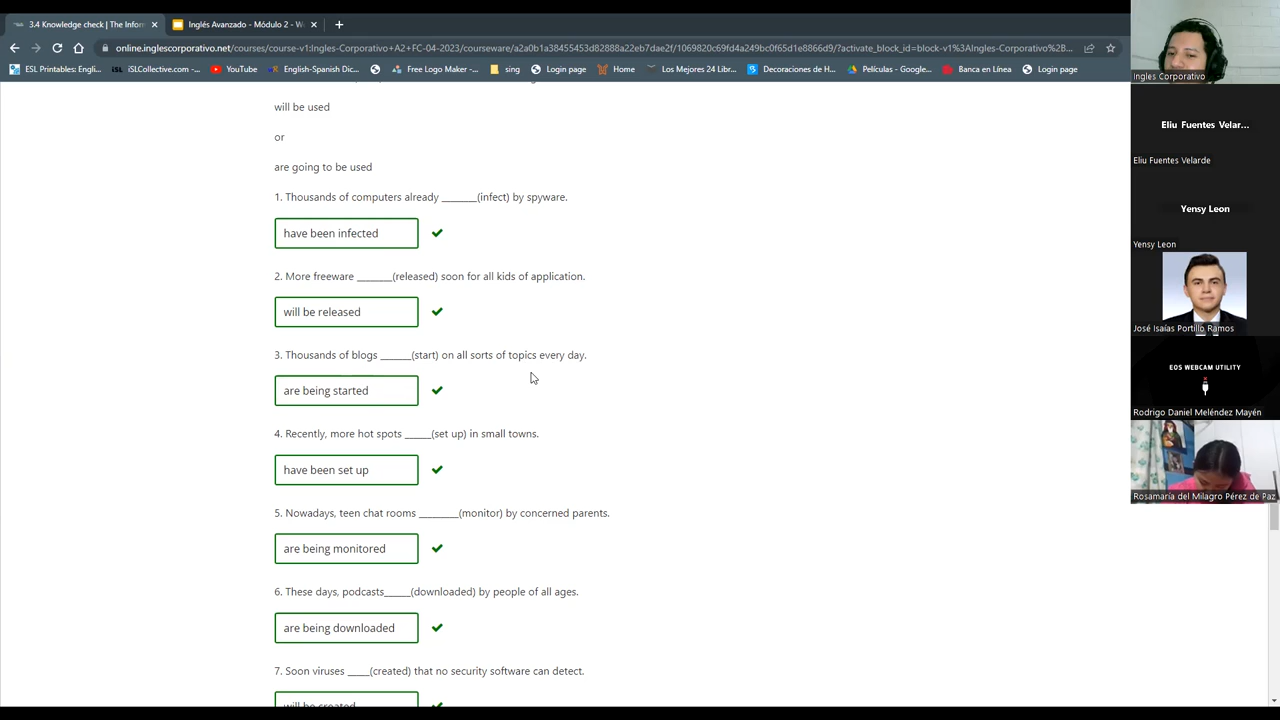 3.4 Knowledge check | The Infor
Inglés Avanzado - Módulo 2 - W
online.inglescorporativo.net/courses/course-v1:Ingles-Corporativo+A2+FC-04-2023/courseware/a2a0b1a38455453d82888a22eb7dae2f/1069820c69fd4a249bc0f65d1e8866d9/?activate_block_id=block-v1%3AIngles-Corporativo%2B...
ESL Printables: Engli...
iSLCollective.com -...
YouTube
English-Spanish Dic...
Free Logo Maker -...
sing
Login page
Home
Los Mejores 24 Libr...
Decoraciones de H...
Películas - Google...
Banca en Línea
Login page
will be used
or
are going to be used
1. Thousands of computers already _______(infect) by spyware.
have been infected
2. More freeware _______(released) soon for all kids of application.
will be released
3. Thousands of blogs ______(start) on all sorts of topics every day.
are being started
4. Recently, more hot spots _____(set up) in small towns.
have been set up
5. Nowadays, teen chat rooms ________(monitor) by concerned parents.
are being monitored
6. These days, podcasts_____(downloaded) by people of all ages.
are being downloaded
7. Soon viruses ____(created) that no security software can detect.
will be created
Ingles Corporativo
Eliu Fuentes Velar...
Eliu Fuentes Velarde
Yensy Leon
Yensy Leon
José Isaías Portillo Ramos
EOS WEBCAM UTILITY
Rodrigo Daniel Meléndez Mayén
Rosamaría del Milagro Pérez de Paz